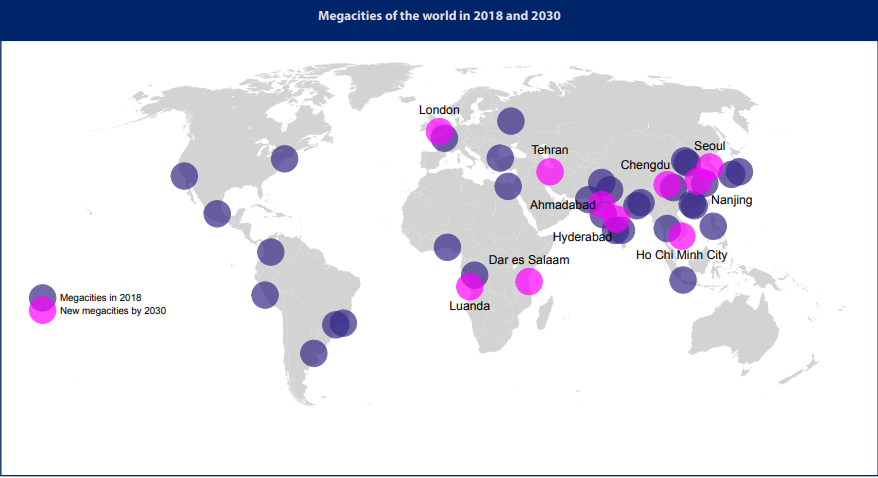 Megacities of the world in 2018 and 2030
London
Tehran
Seoul
Chengdu
Ahmadabad
Nanjing
Hyderabad
Ho Chi Minh City
Dar es Salaam
Luanda
Megacities in 2018
New megacities by 2030